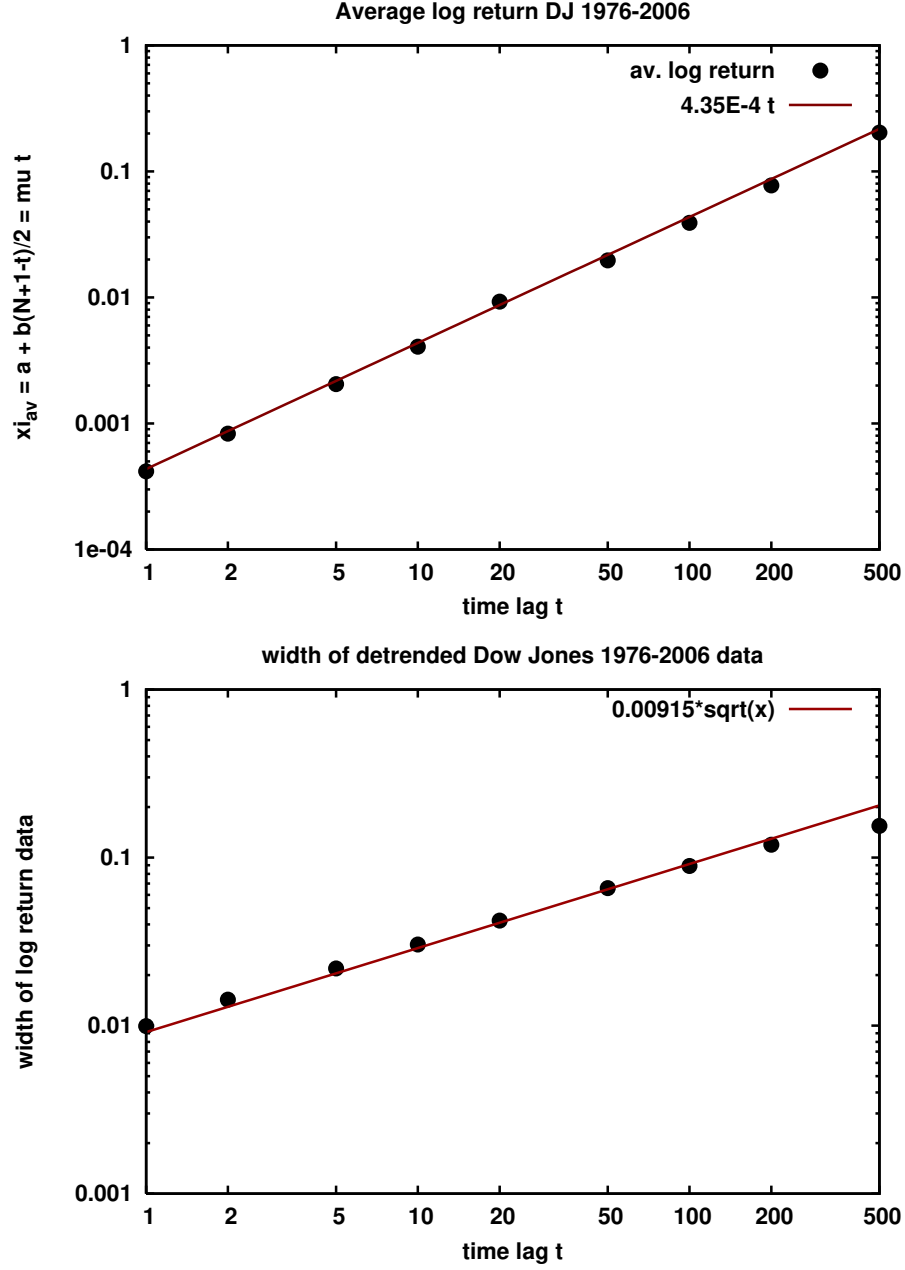 Average log return DJ 1976-2006
1
av. log return
4.35E-4 t
0.1
0.01
0.001
1e-04
xi_av = a + b(N+1-t)/2 = mu t
1 2 5 10 20 50 100 200 500
time lag t
width of detrended Dow Jones 1976-2006 data
1
0.00915*sqrt(x)
0.1
0.01
0.001
width of log return data
1 2 5 10 20 50 100 200 500
time lag t